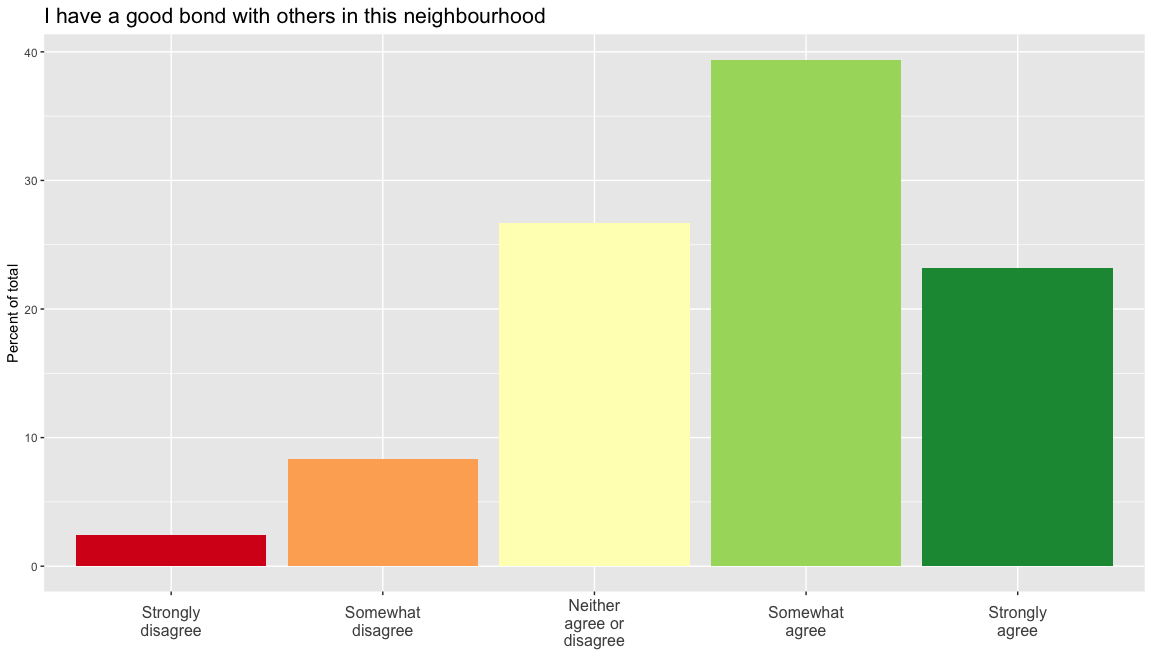 I have a good bond with others in this neighbourhood
Percent of total
40
30
20
10
0
Strongly
disagree
Somewhat
disagree
Neither
agree or
disagree
Somewhat
agree
Strongly
agree